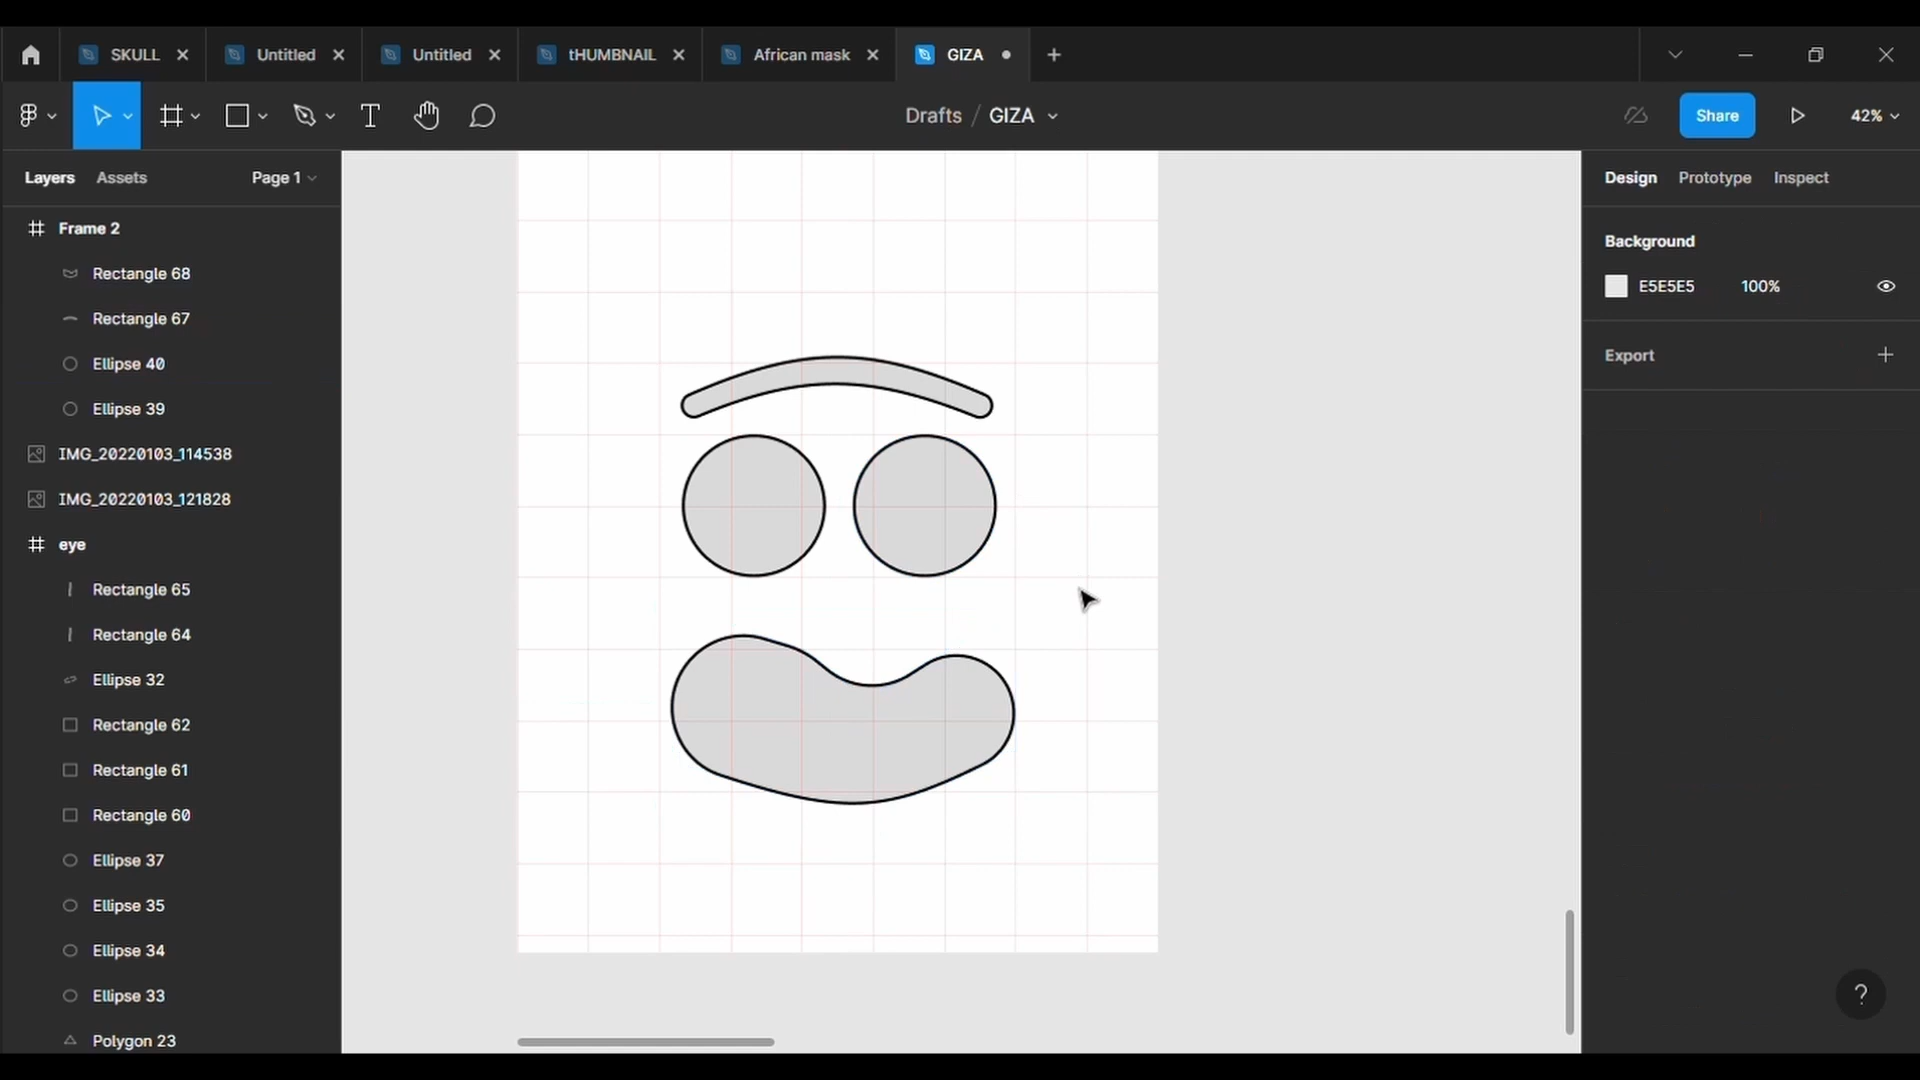 SKULL Untitled Untitled tHUMBNAIL African mask GIZA
Drafts / GIZA Share 42%
Layers Assets Page 1 Design Prototype Inspect
Frame 2
Rectangle 68
Rectangle 67
Ellipse 40
Ellipse 39
IMG_20220103_114538
IMG_20220103_121828
eye
Rectangle 65
Rectangle 64
Ellipse 32
Rectangle 62
Rectangle 61
Rectangle 60
Ellipse 37
Ellipse 35
Ellipse 34
Ellipse 33
Polygon 23
Background
E5E5E5 100%
Export
?